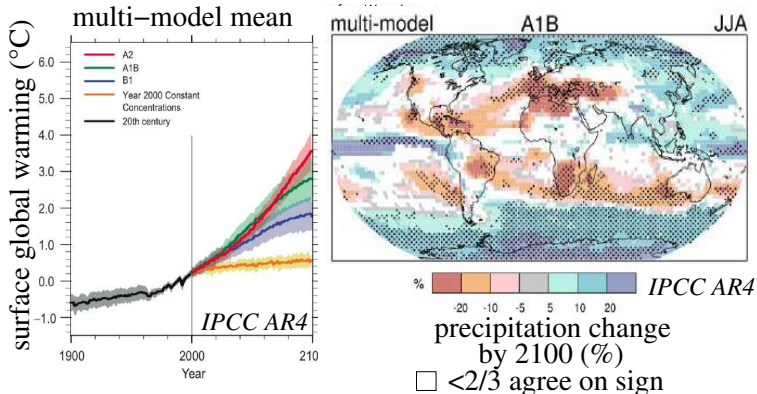 multi−model mean
surface global warming (°C)
6.0
5.0
4.0
3.0
2.0
1.0
0.0
−1.0
A2
A1B
B1
Year 2000 Constant
Concentrations
20th century
IPCC AR4
1900
2000
210
Year
multi-model
A1B
JJA
%
-20
-10
-5
5
10
20
IPCC AR4
precipitation change
by 2100 (%)
<2/3 agree on sign